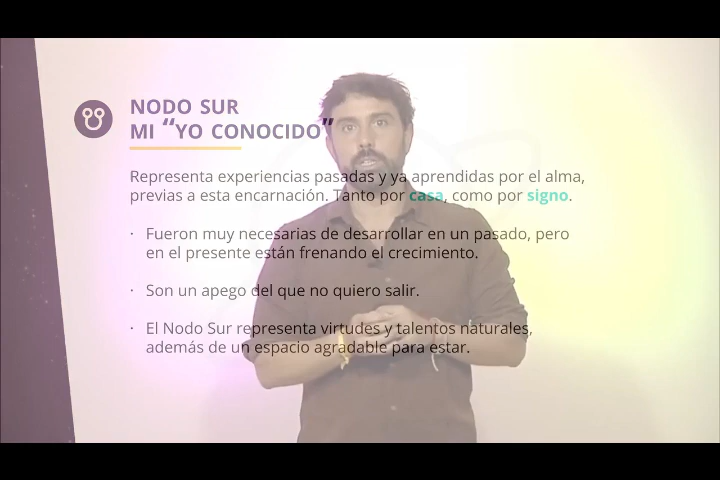 NODO SUR
MI “YO CONOCIDO”
Representa experiencias pasadas y ya aprendidas por el alma,
previas a esta encarnación. Tanto por casa, como por signo.
· Fueron muy necesarias de desarrollar en un pasado, pero
en el presente están frenando el crecimiento.
· Son un apego del que no quiero salir.
· El Nodo Sur representa virtudes y talentos naturales,
además de un espacio agradable para estar.